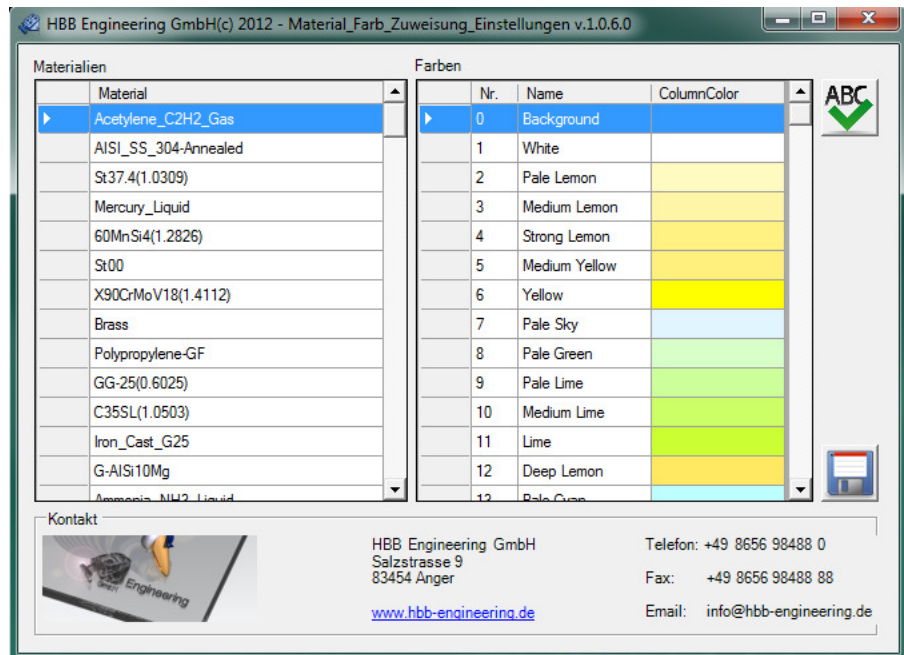 HBB Engineering GmbH(c) 2012 - Material_Farb_Zuweisung_Einstellungen v.1.0.6.0
Materialien
Material
Acetylene_C2H2_Gas
AISI_SS_304-Annealed
St37.4(1.0309)
Mercury_Liquid
60MnSi4(1.2826)
St00
X90CrMoV18(1.4112)
Brass
Polypropylene-GF
GG-25(0.6025)
C35SL(1.0503)
Iron_Cast_G25
G-AlSi10Mg
Ammonia_NH3_Liquid
Farben
Nr. Name ColumnColor
0 Background
1 White
2 Pale Lemon
3 Medium Lemon
4 Strong Lemon
5 Medium Yellow
6 Yellow
7 Pale Sky
8 Pale Green
9 Pale Lime
10 Medium Lime
11 Lime
12 Deep Lemon
13 Pale Cyan
ABC
Kontakt
Engineering
HBB Engineering GmbH
Salzstrasse 9
83454 Anger
www.hbb-engineering.de
Telefon: +49 8656 98488 0
Fax: +49 8656 98488 88
Email: info@hbb-engineering.de